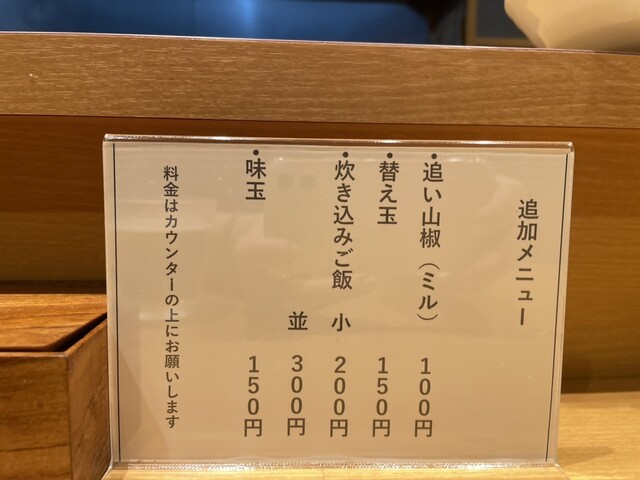 追加メニュー
・追い山椒（ミル） 100円
・替え玉 150円
・炊き込みご飯 小 200円
並 300円
・味玉 150円
料金はカウンターの上にお願いします